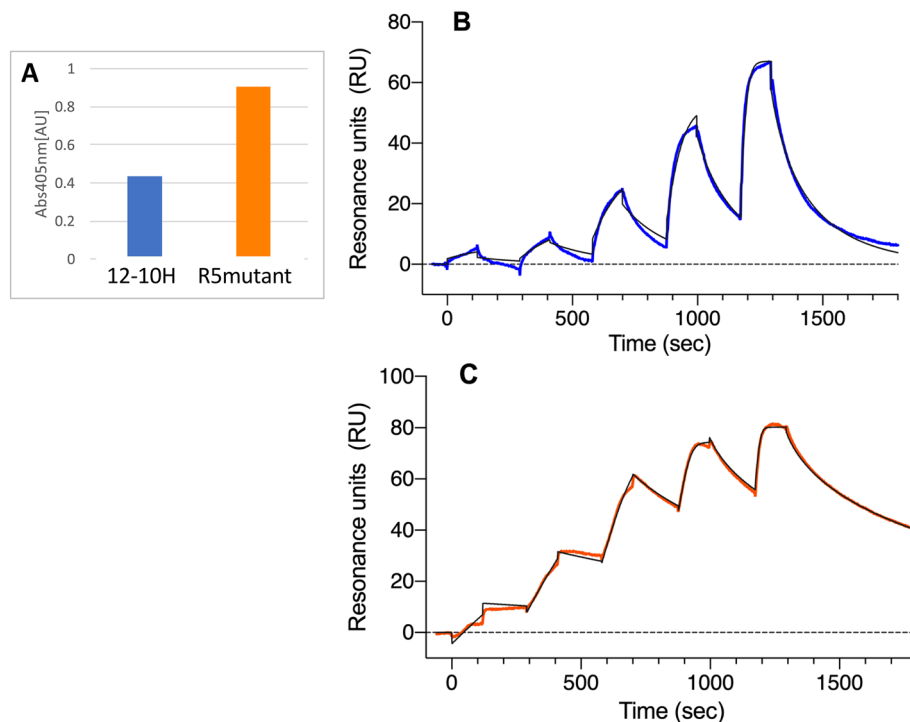 A
1
0.8
0.6
0.4
0.2
0
Abs405nm[AU]
12-10H R5mutant
B
80
60
40
20
0
Resonance units (RU)
0 500 1000 1500
Time (sec)
C
100
80
60
40
20
0
Resonance units (RU)
0 500 1000 1500
Time (sec)